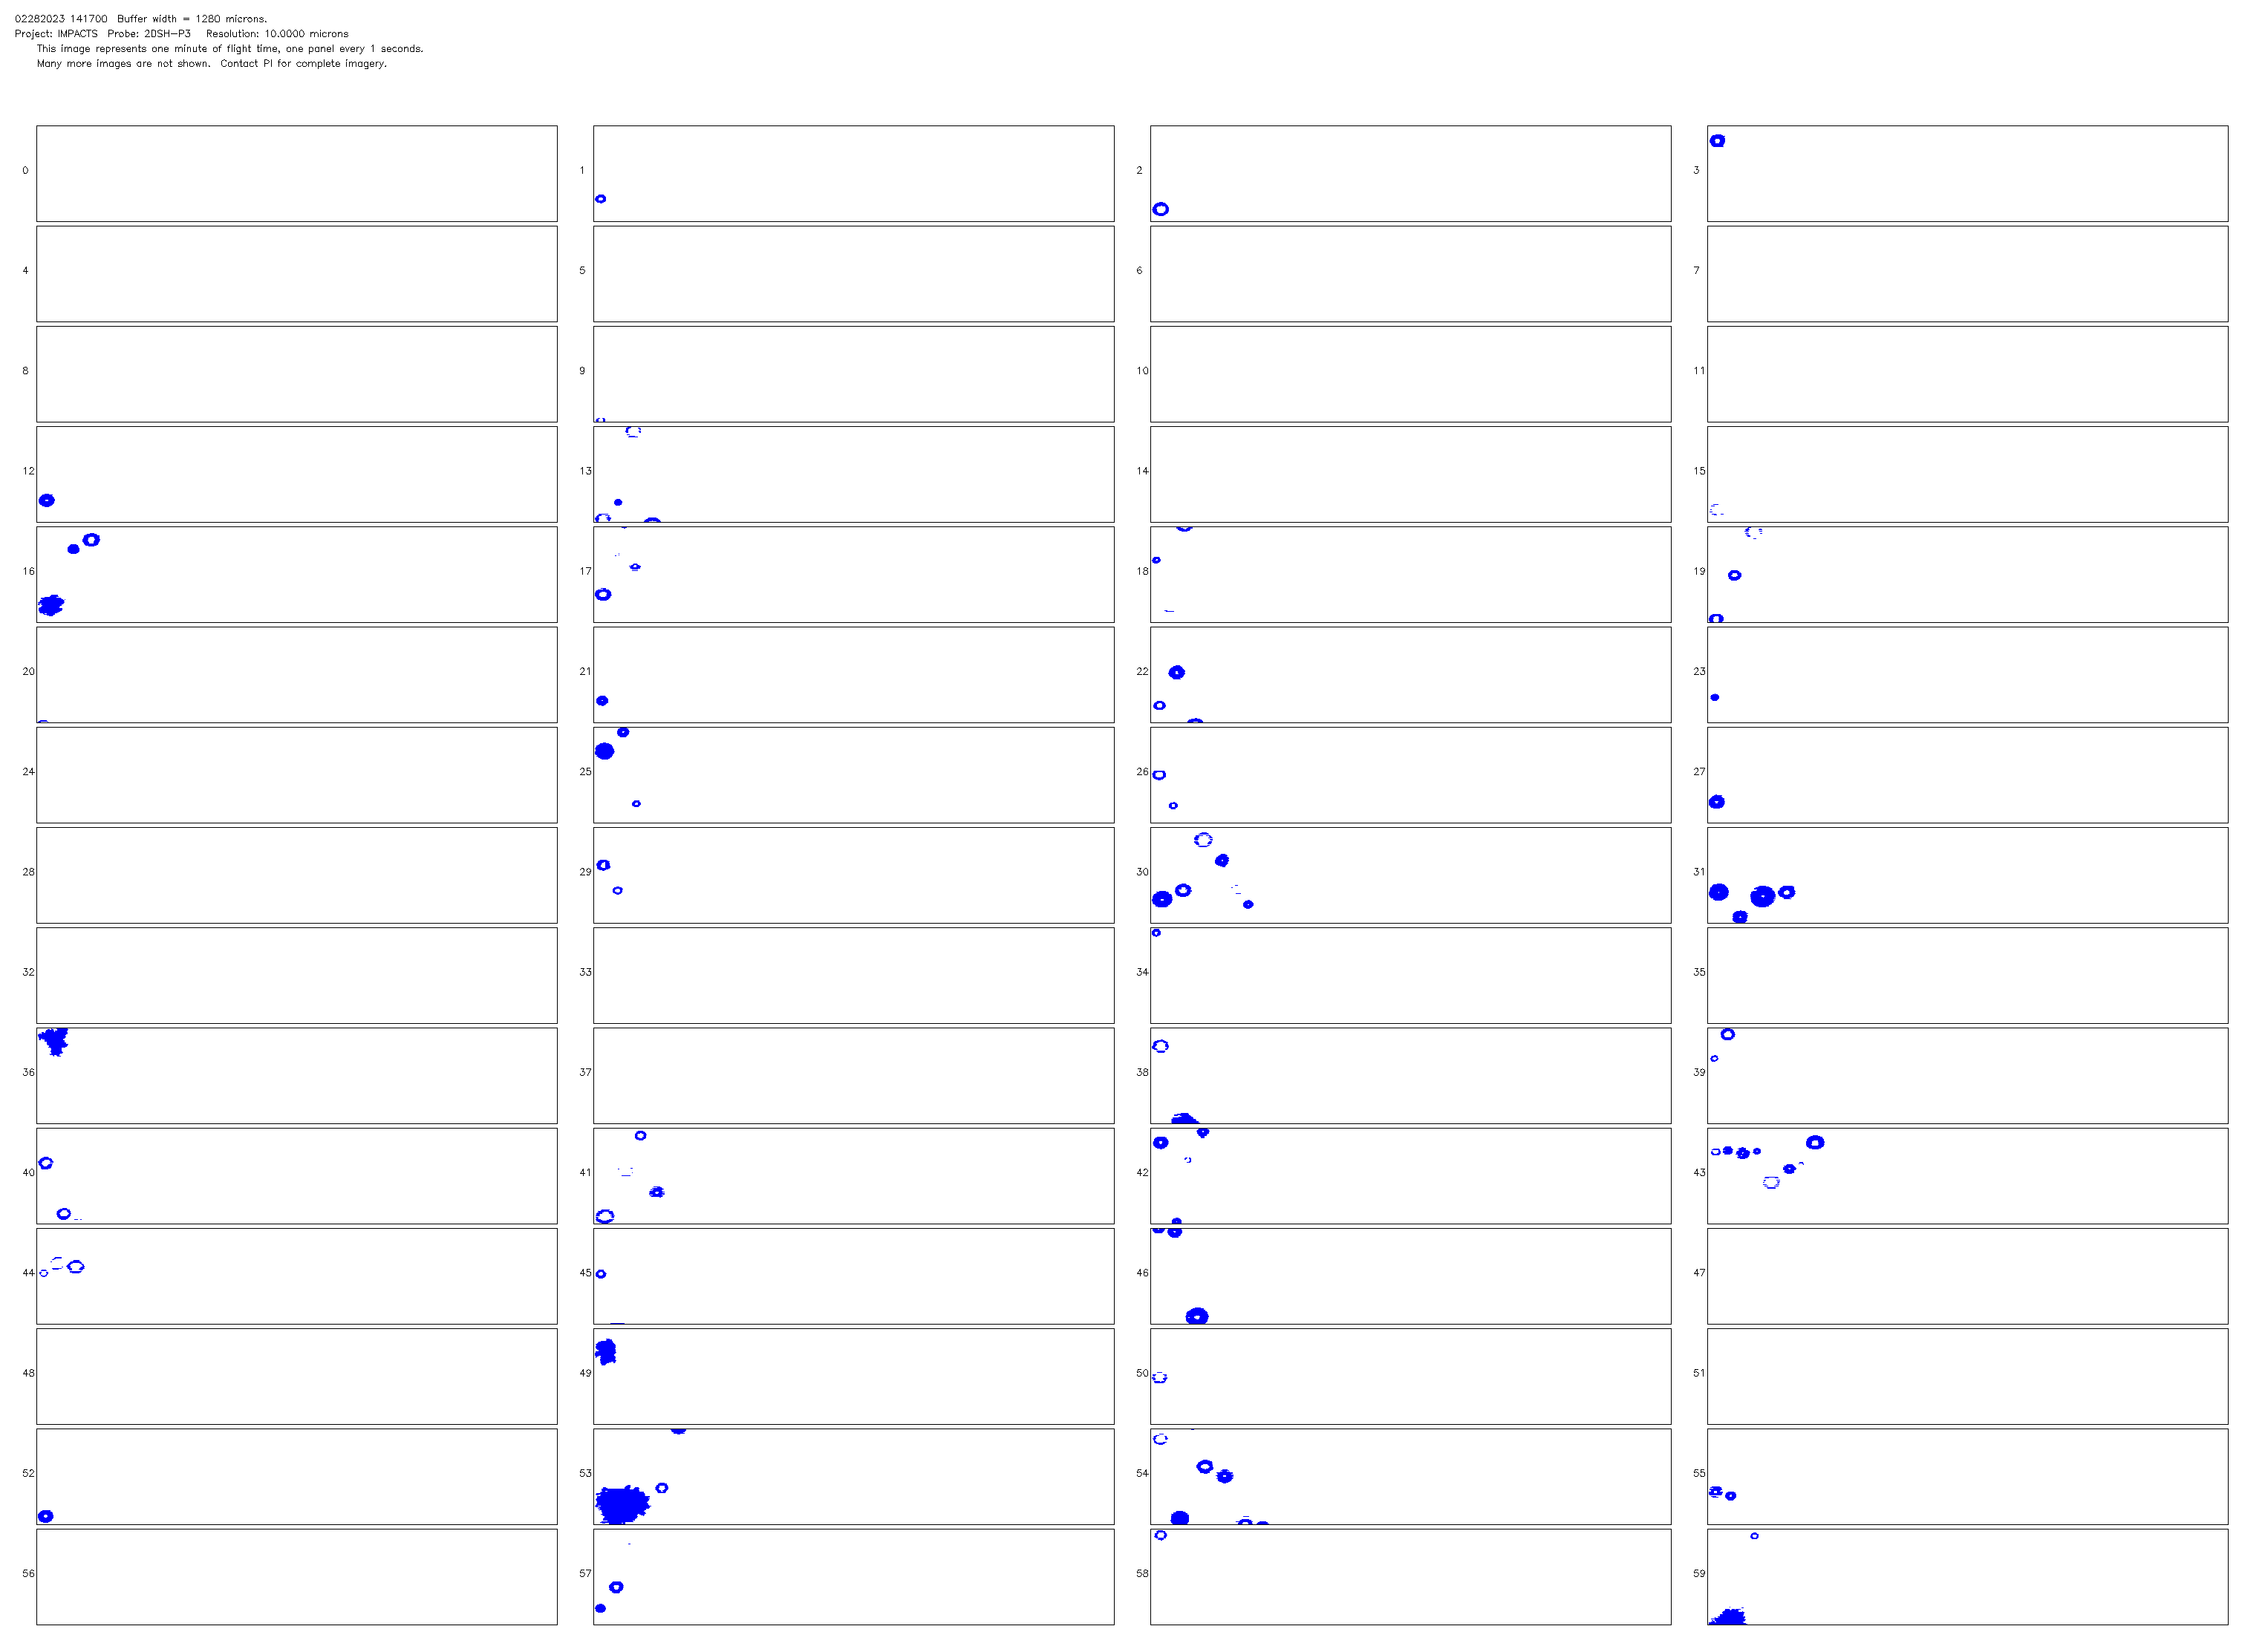 02282023 141700 Buffer width = 1280 microns.
Project: IMPACTS Probe: 2DSH-P3 Resolution: 10.0000 microns
This image represents one minute of flight time, one panel every 1 seconds.
Many more images are not shown. Contact PI for complete imagery.
0 1 2 3
4 5 6 7
8 9 10 11
12 13 14 15
16 17 18 19
20 21 22 23
24 25 26 27
28 29 30 31
32 33 34 35
36 37 38 39
40 41 42 43
44 45 46 47
48 49 50 51
52 53 54 55
56 57 58 59